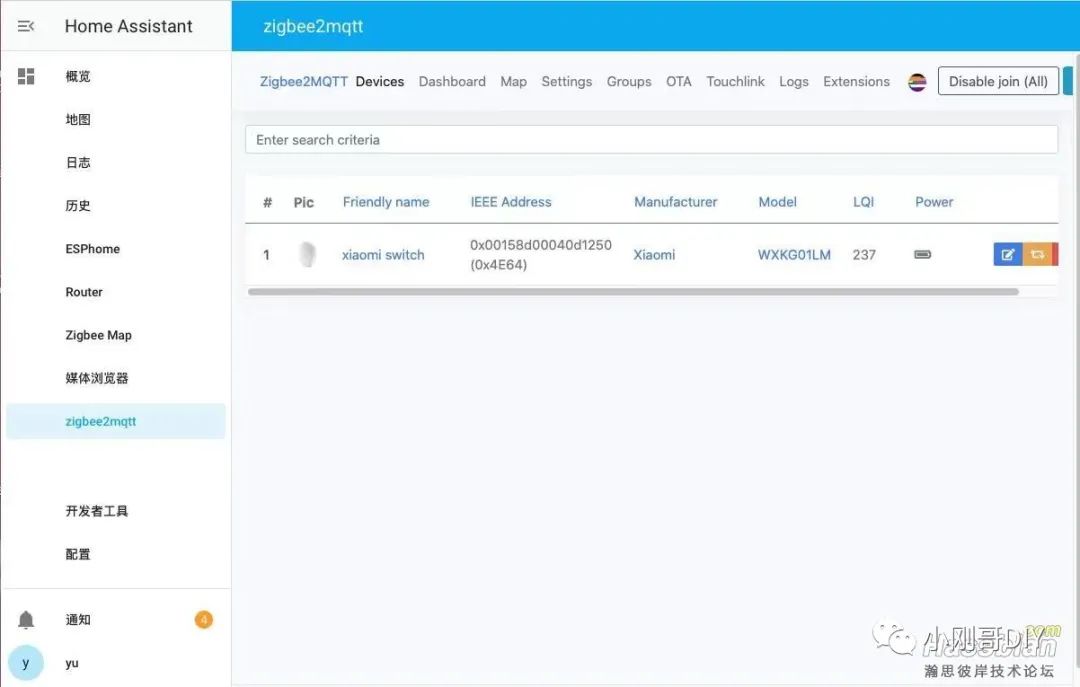 Home Assistant
概览
地图
日志
历史
ESPhome
Router
Zigbee Map
媒体浏览器
zigbee2mqtt
开发者工具
配置
通知 4
y yu
zigbee2mqtt
Zigbee2MQTT Devices Dashboard Map Settings Groups OTA Touchlink Logs Extensions Disable join (All)
Enter search criteria
# Pic Friendly name IEEE Address Manufacturer Model LQI Power
1 xiaomi switch 0x00158d00040d1250 Xiaomi WXKG01LM 237
(0x4E64)
小刚哥DIY
.com
Hassbian
瀚思彼岸技术论坛